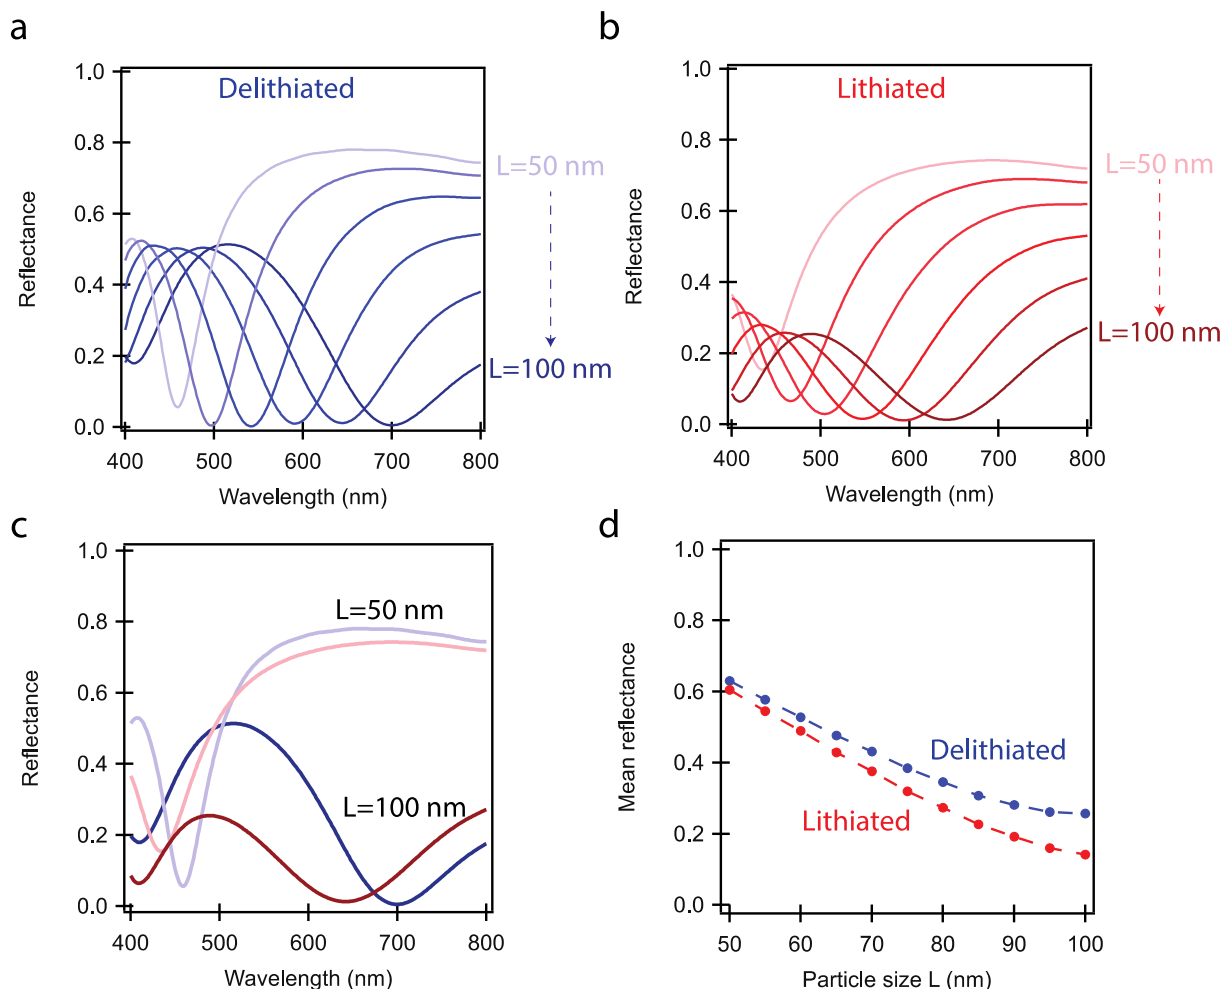 a
Delithiated
1.0
0.8
0.6
0.4
0.2
0.0
Reflectance
400
500
600
700
800
Wavelength (nm)
L=50 nm
L=100 nm
b
Lithiated
1.0
0.8
0.6
0.4
0.2
0.0
Reflectance
400
500
600
700
800
Wavelength (nm)
L=50 nm
L=100 nm
c
1.0
0.8
0.6
0.4
0.2
0.0
Reflectance
L=50 nm
L=100 nm
400
500
600
700
800
Wavelength (nm)
d
1.0
0.8
0.6
0.4
0.2
0.0
Mean reflectance
Delithiated
Lithiated
50
60
70
80
90
100
Particle size L (nm)